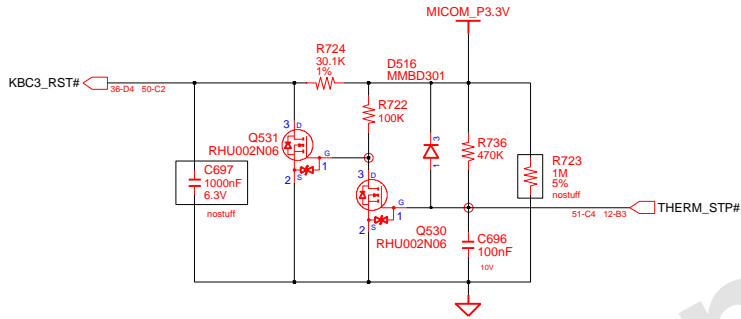 MICOM_P3.3V
R724
30.1K
1%
D516
MMBD301
KBC3_RST#
36-D4 50-C2
3 D
Q531
RHU002N06
G
1
2 S
R722
100K
3
1
R736
470K
R723
1M
5%
nostuff
C697
1000nF
6.3V
nostuff
3 D
G
1
2 S
Q530
RHU002N06
51-C4 12-B3
THERM_STP#
C696
100nF
10V